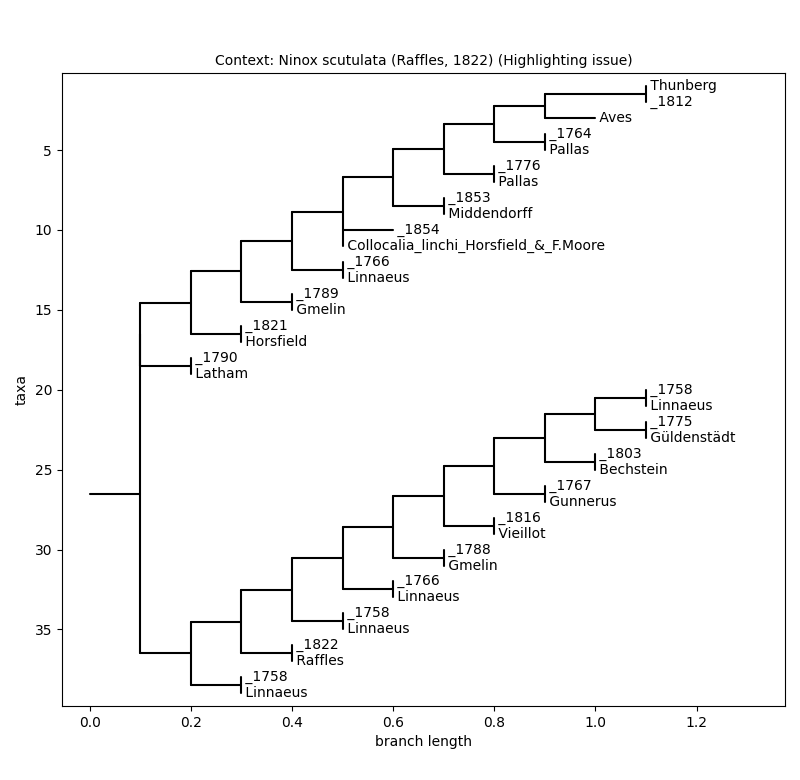 Context: Ninox scutulata (Raffles, 1822) (Highlighting issue)
Thunberg
_1812
Aves
_1764
Pallas
_1776
Pallas
_1853
Middendorff
_1854
Collocalia_linchi_Horsfield_&_F.Moore
_1766
Linnaeus
_1789
Gmelin
_1821
Horsfield
_1790
Latham
_1758
Linnaeus
_1775
Güldenstädt
_1803
Bechstein
_1767
Gunnerus
_1816
Vieillot
_1788
Gmelin
_1766
Linnaeus
_1758
Linnaeus
_1822
Raffles
_1758
Linnaeus
taxa
5
10
15
20
25
30
35
0.0 0.2 0.4 0.6 0.8 1.0 1.2
branch length